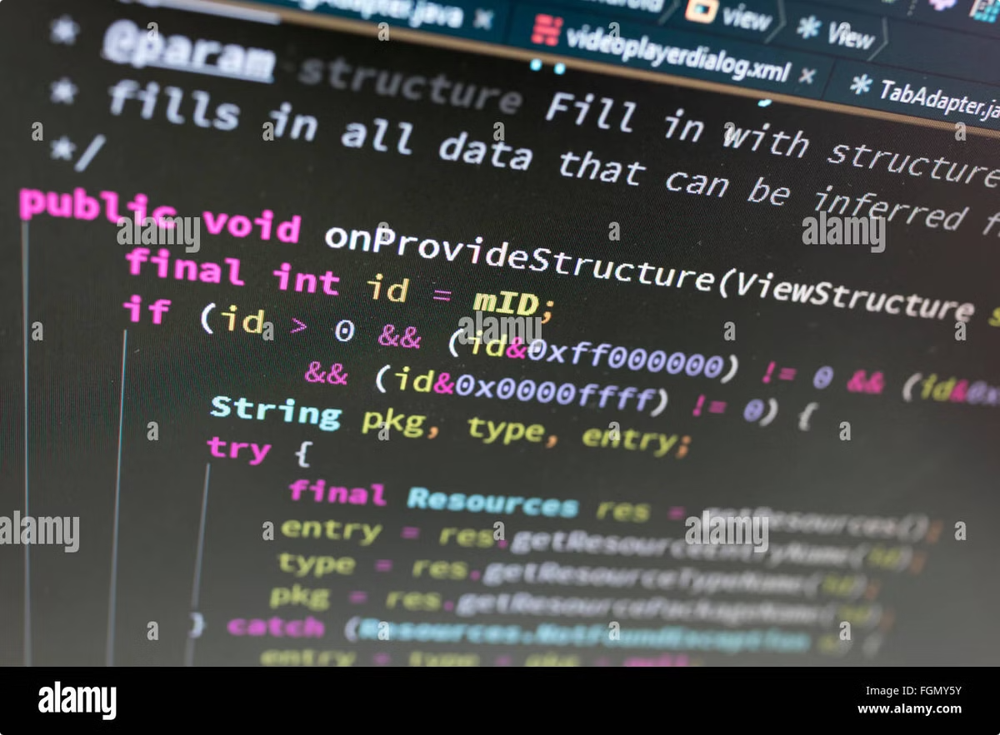 Adapter.java × view View
videoplayerdialog.xml × TabAdapter.ja
* @param structure Fill in with structure
* fills in all data that can be inferred f
*/
public void onProvideStructure(ViewStructure s
final int id = mID;
if (id > 0 && (id&0xff000000) != 0 && (id&0x
&& (id&0x0000ffff) != 0) {
String pkg, type, entry;
try {
final Resources res = getResources();
entry = res.getResourceEntryName(id);
type = res.getResourceTypeName(id);
pkg = res.getResourcePackageName(id);
} catch (Resources.NotFoundException e) {
entry = type = pkg = null;
alamy
alamy
alamy
alamy
alamy
alamy
Image ID: FGMY5Y
www.alamy.com